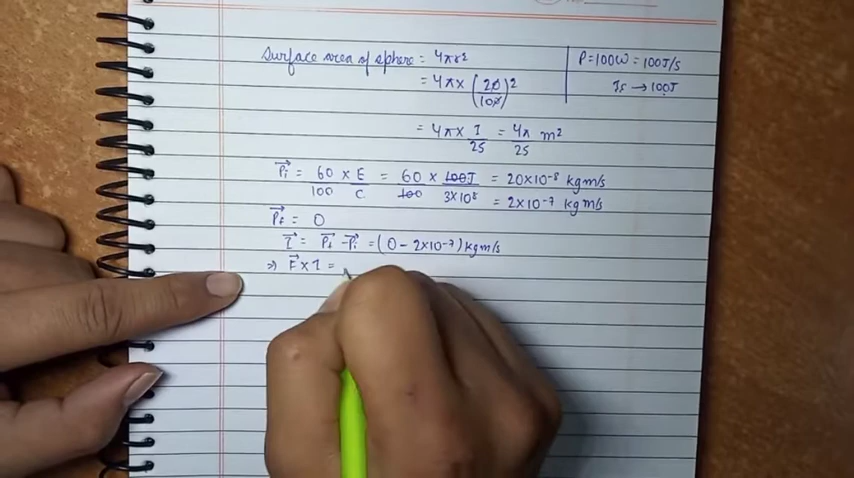 Surface area of sphere = 4πr²
= 4π × (20/100)²
= 4π × 1/25 = 4π/25 m²
P = 100W = 100J/s
1s → 100J
P⃗i = 60/100 × E/C = 60/100 × 100J/3×10⁸ = 20×10⁻⁸ kgm/s
= 2×10⁻⁷ kgm/s
P⃗f = 0
I⃗ = P⃗f - P⃗i = (0 - 2×10⁻⁷) kgm/s
⇒ F⃗ × 1 =